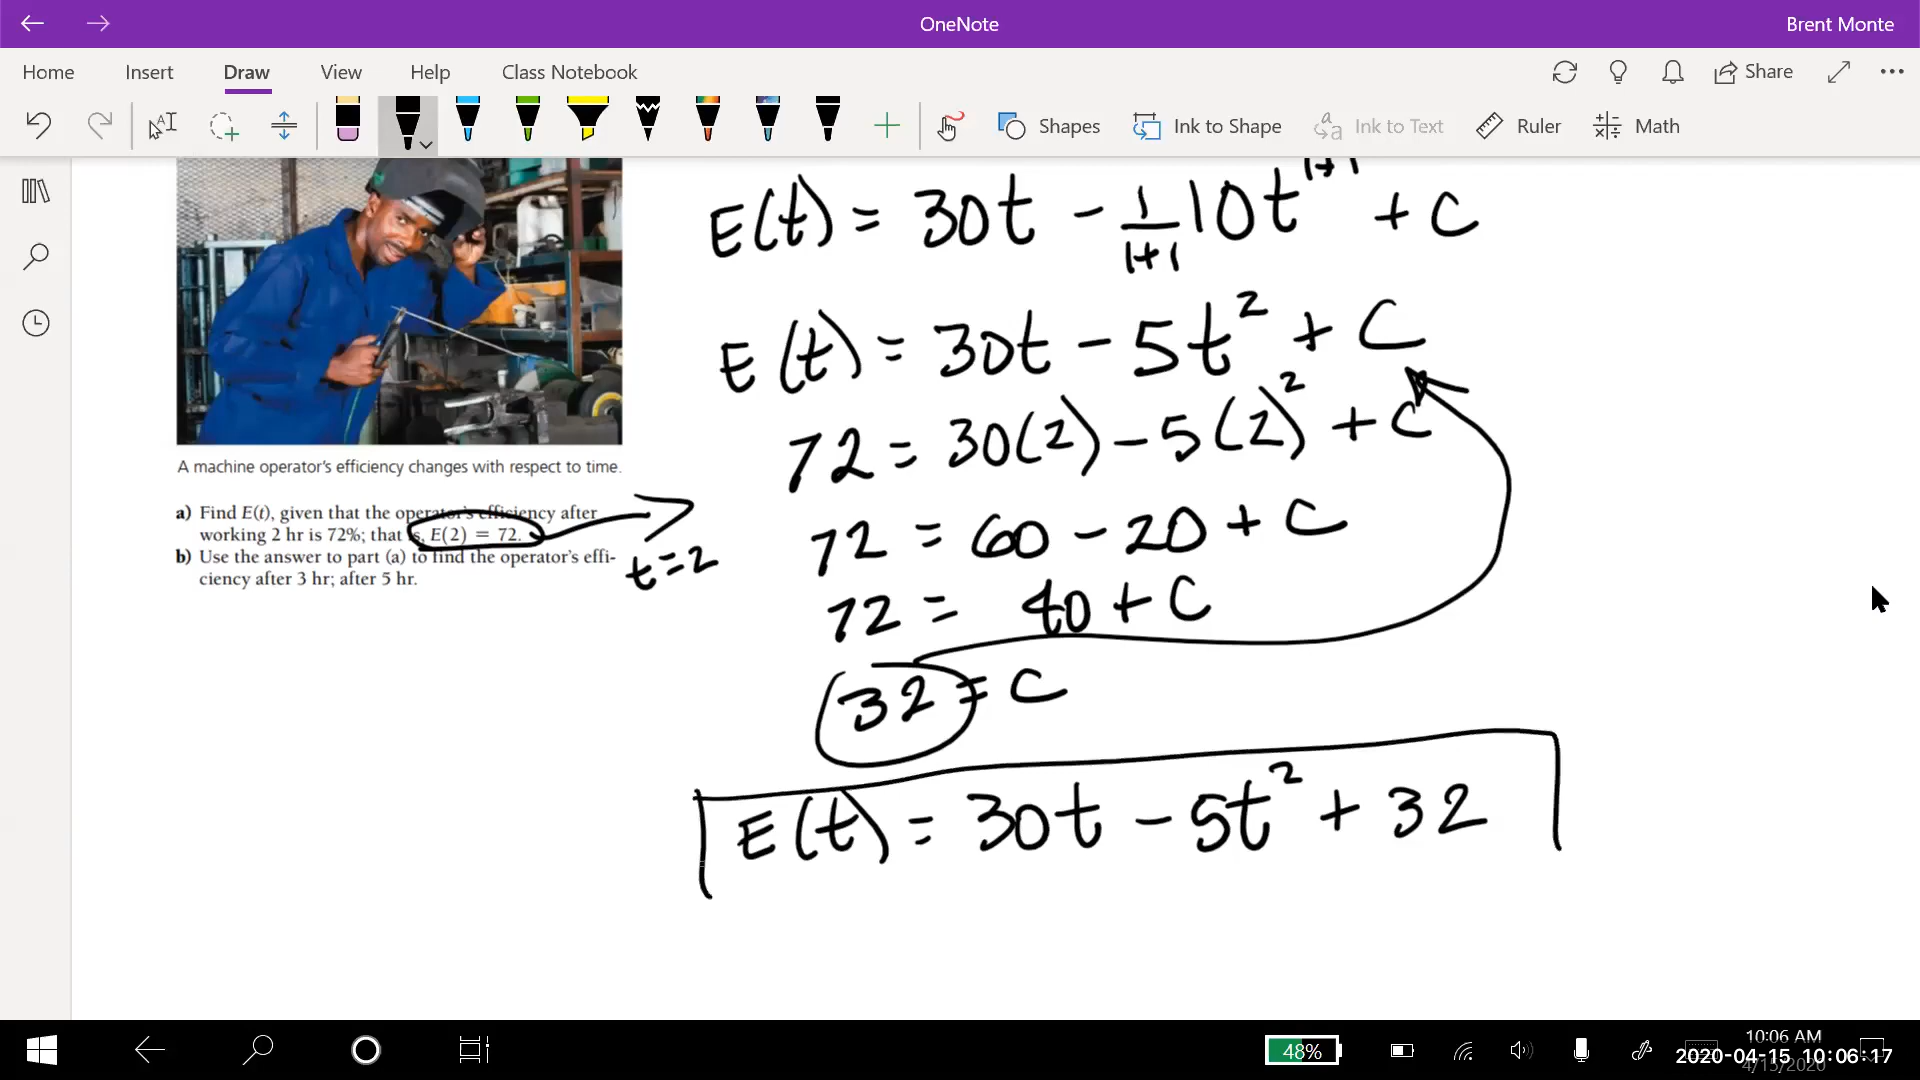 OneNote
Brent Monte
Home Insert Draw View Help Class Notebook
Share
Shapes Ink to Shape Ink to Text Ruler Math
E(t) = 30t - 1/1+1 10t^1+1 + C
E(t) = 30t - 5t² + C
72 = 30(2) - 5(2)² + C
A machine operator's efficiency changes with respect to time.
a) Find E(t), given that the operator's efficiency after
working 2 hr is 72%; that is, E(2) = 72.
b) Use the answer to part (a) to find the operator's effi-
ciency after 3 hr; after 5 hr.
t=2
72 = 60 - 20 + C
72 = 40 + C
32 = C
E(t) = 30t - 5t² + 32
48%
10:06 AM
2020-04-15 10:06:17
4/15/2020